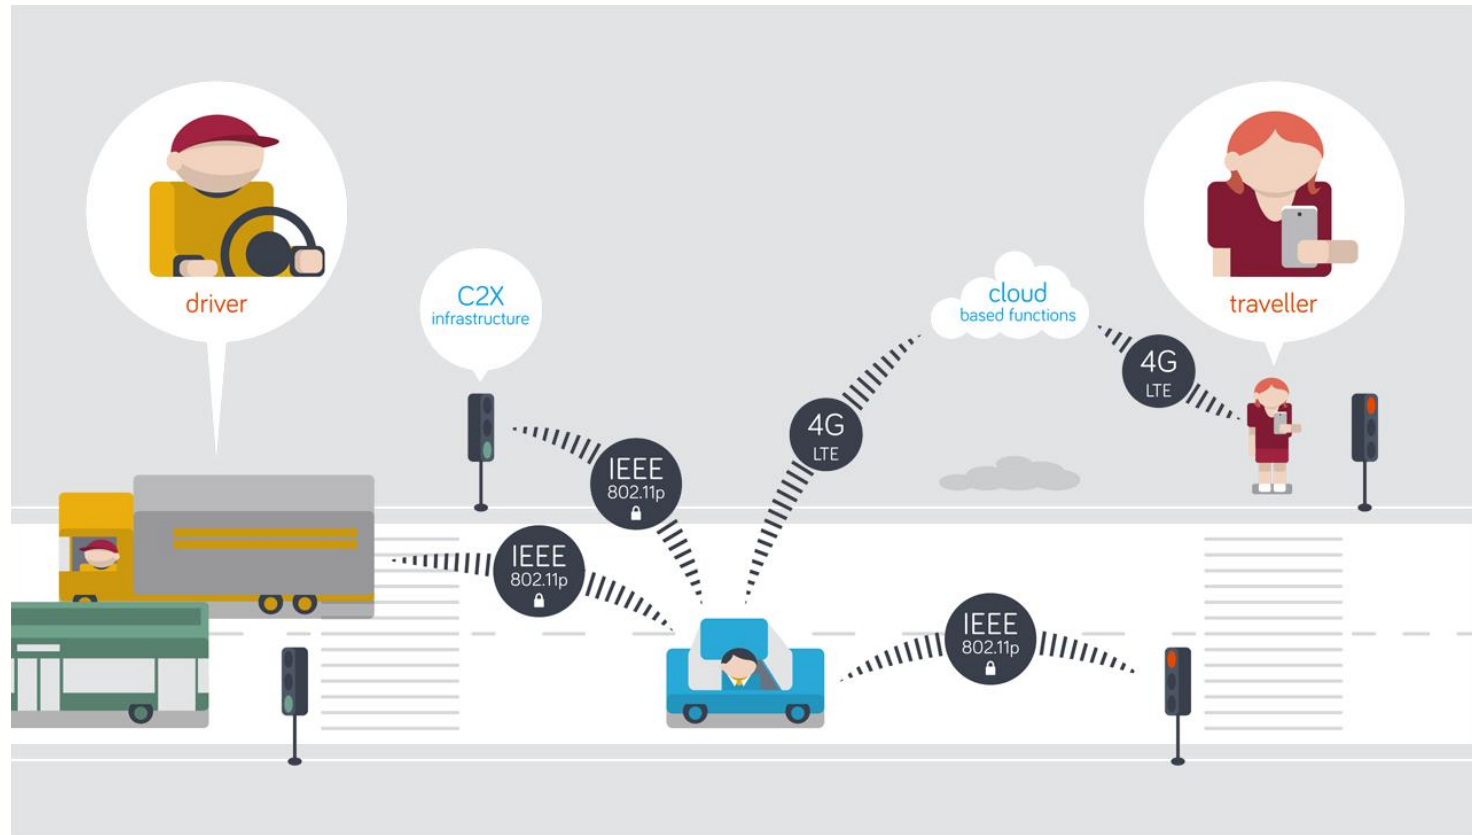 driver
C2X
infrastructure
cloud
based functions
traveller
4G
LTE
4G
LTE
IEEE
802.11p
IEEE
802.11p
IEEE
802.11p